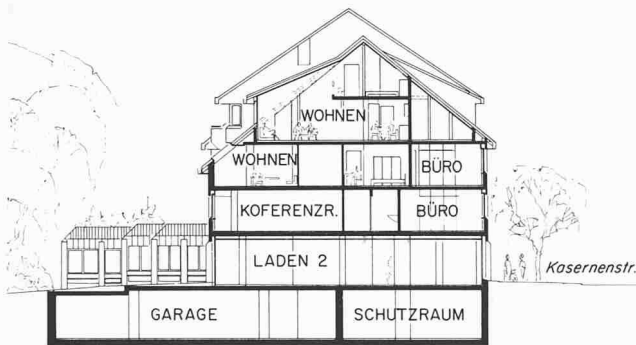 WOHNEN
WOHNEN BÜRO
KOFERENZR. BÜRO
LADEN 2
Kasernenstr.
GARAGE SCHUTZRAUM